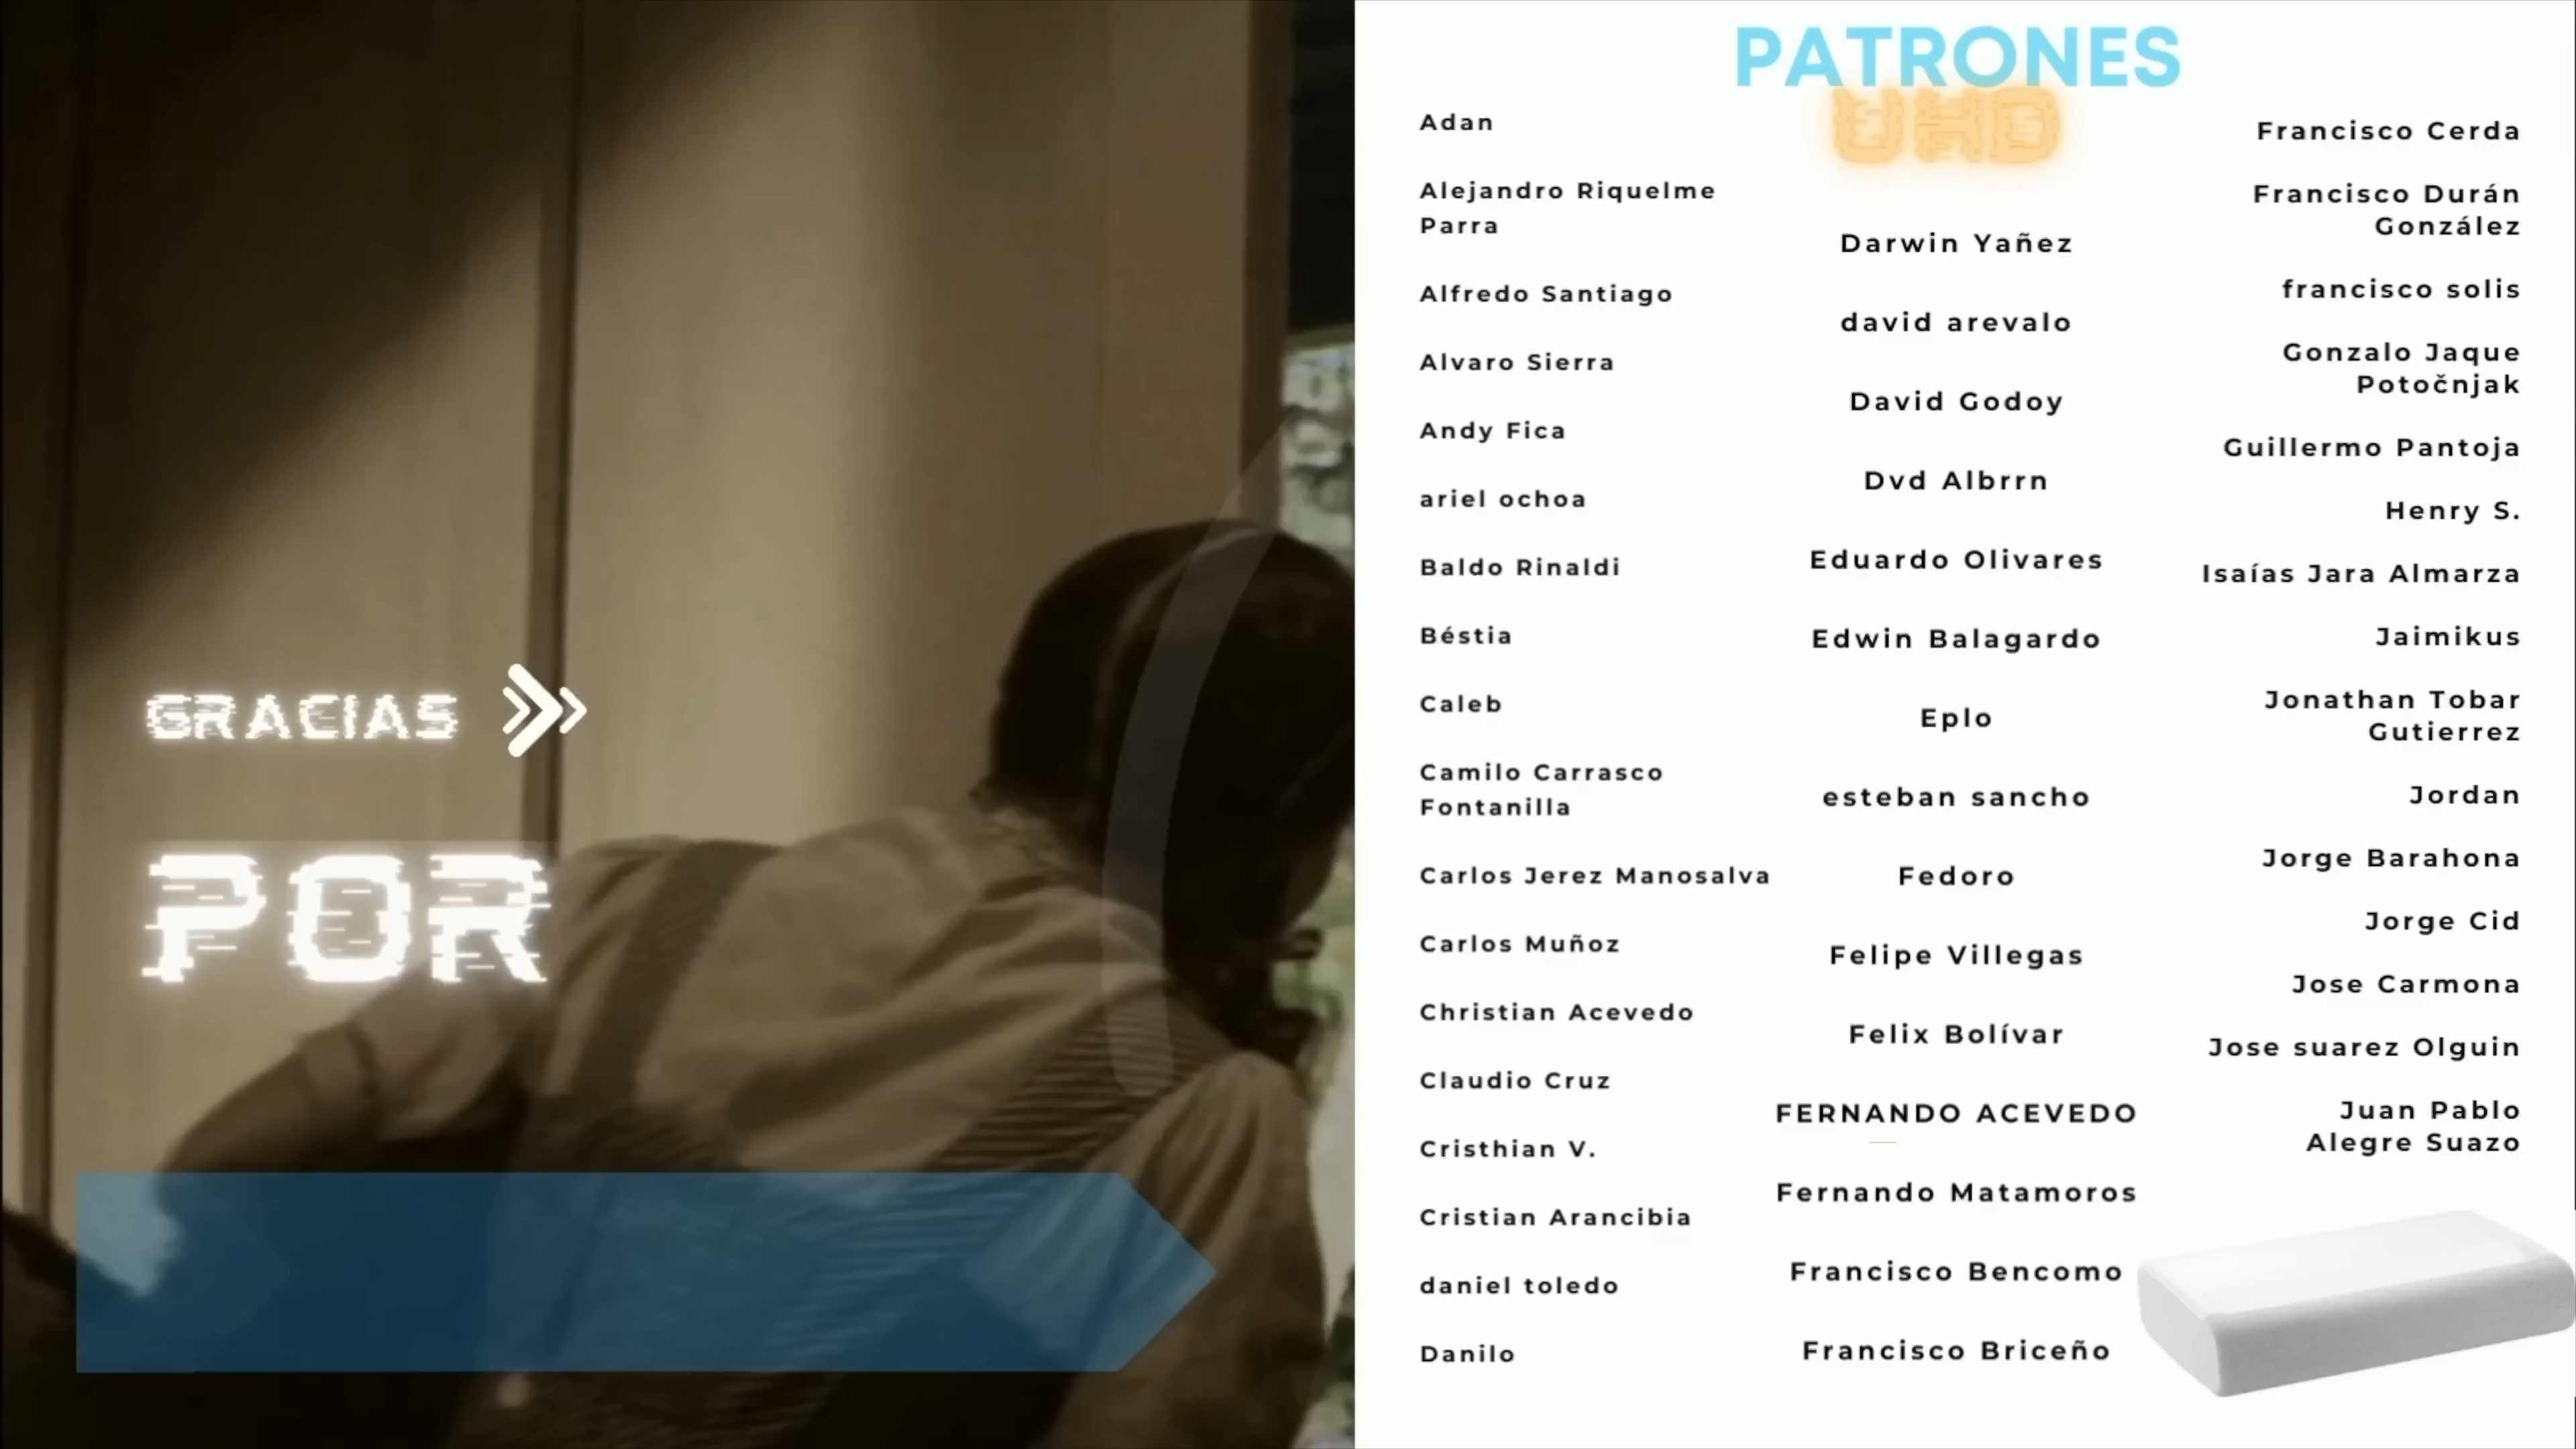 GRACIAS
POR
PATRONES
UHD
Adan
Alejandro Riquelme
Parra
Alfredo Santiago
Alvaro Sierra
Andy Fica
ariel ochoa
Baldo Rinaldi
Béstia
Caleb
Camilo Carrasco
Fontanilla
Carlos Jerez Manosalva
Carlos Muñoz
Christian Acevedo
Claudio Cruz
Cristhian V.
Cristian Arancibia
daniel toledo
Danilo
Darwin Yañez
david arevalo
David Godoy
Dvd Albrrn
Eduardo Olivares
Edwin Balagardo
Eplo
esteban sancho
Fedoro
Felipe Villegas
Felix Bolívar
FERNANDO ACEVEDO
Fernando Matamoros
Francisco Bencomo
Francisco Briceño
Francisco Cerda
Francisco Durán
González
francisco solis
Gonzalo Jaque
Potočnjak
Guillermo Pantoja
Henry S.
Isaías Jara Almarza
Jaimikus
Jonathan Tobar
Gutierrez
Jordan
Jorge Barahona
Jorge Cid
Jose Carmona
Jose suarez Olguin
Juan Pablo
Alegre Suazo